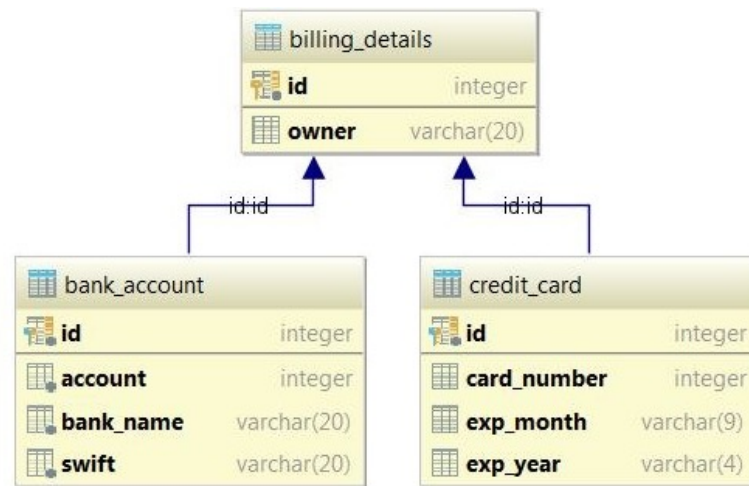 billing_details
id integer
owner varchar(20)
id:id id:id
bank_account
id integer
account integer
bank_name varchar(20)
swift varchar(20)
credit_card
id integer
card_number integer
exp_month varchar(9)
exp_year varchar(4)